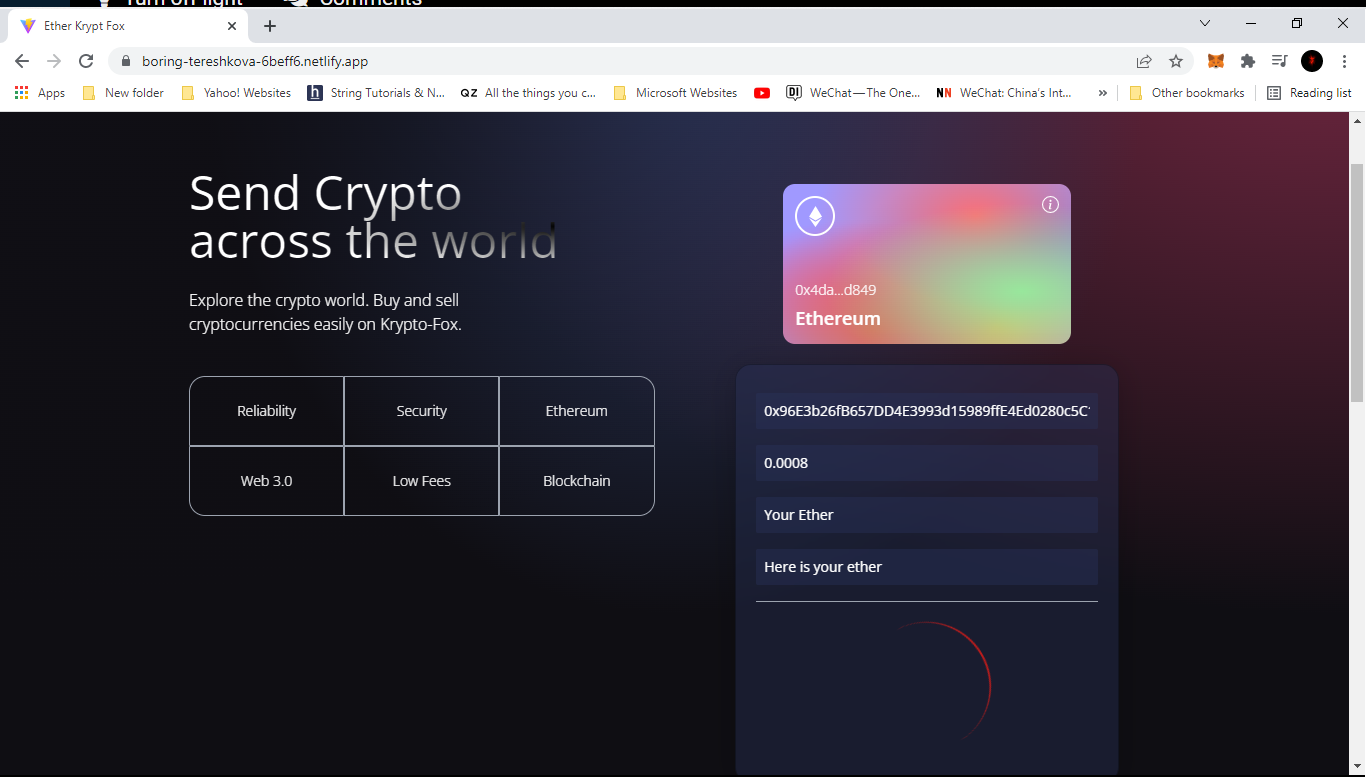 Turn off light
Comments
Ether Krypt Fox
boring-tereshkova-6beff6.netlify.app
Apps
New folder
Yahoo! Websites
h
String Tutorials & N...
QZ
All the things you c...
Microsoft Websites
WeChat—The One...
NN
WeChat: China's Int...
»
Other bookmarks
Reading list
Send Crypto
across the world
Explore the crypto world. Buy and sell
cryptocurrencies easily on Krypto-Fox.
Reliability
Security
Ethereum
Web 3.0
Low Fees
Blockchain
i
0x4da...d849
Ethereum
0x96E3b26fB657DD4E3993d15989ffE4Ed0280c5C
0.0008
Your Ether
Here is your ether